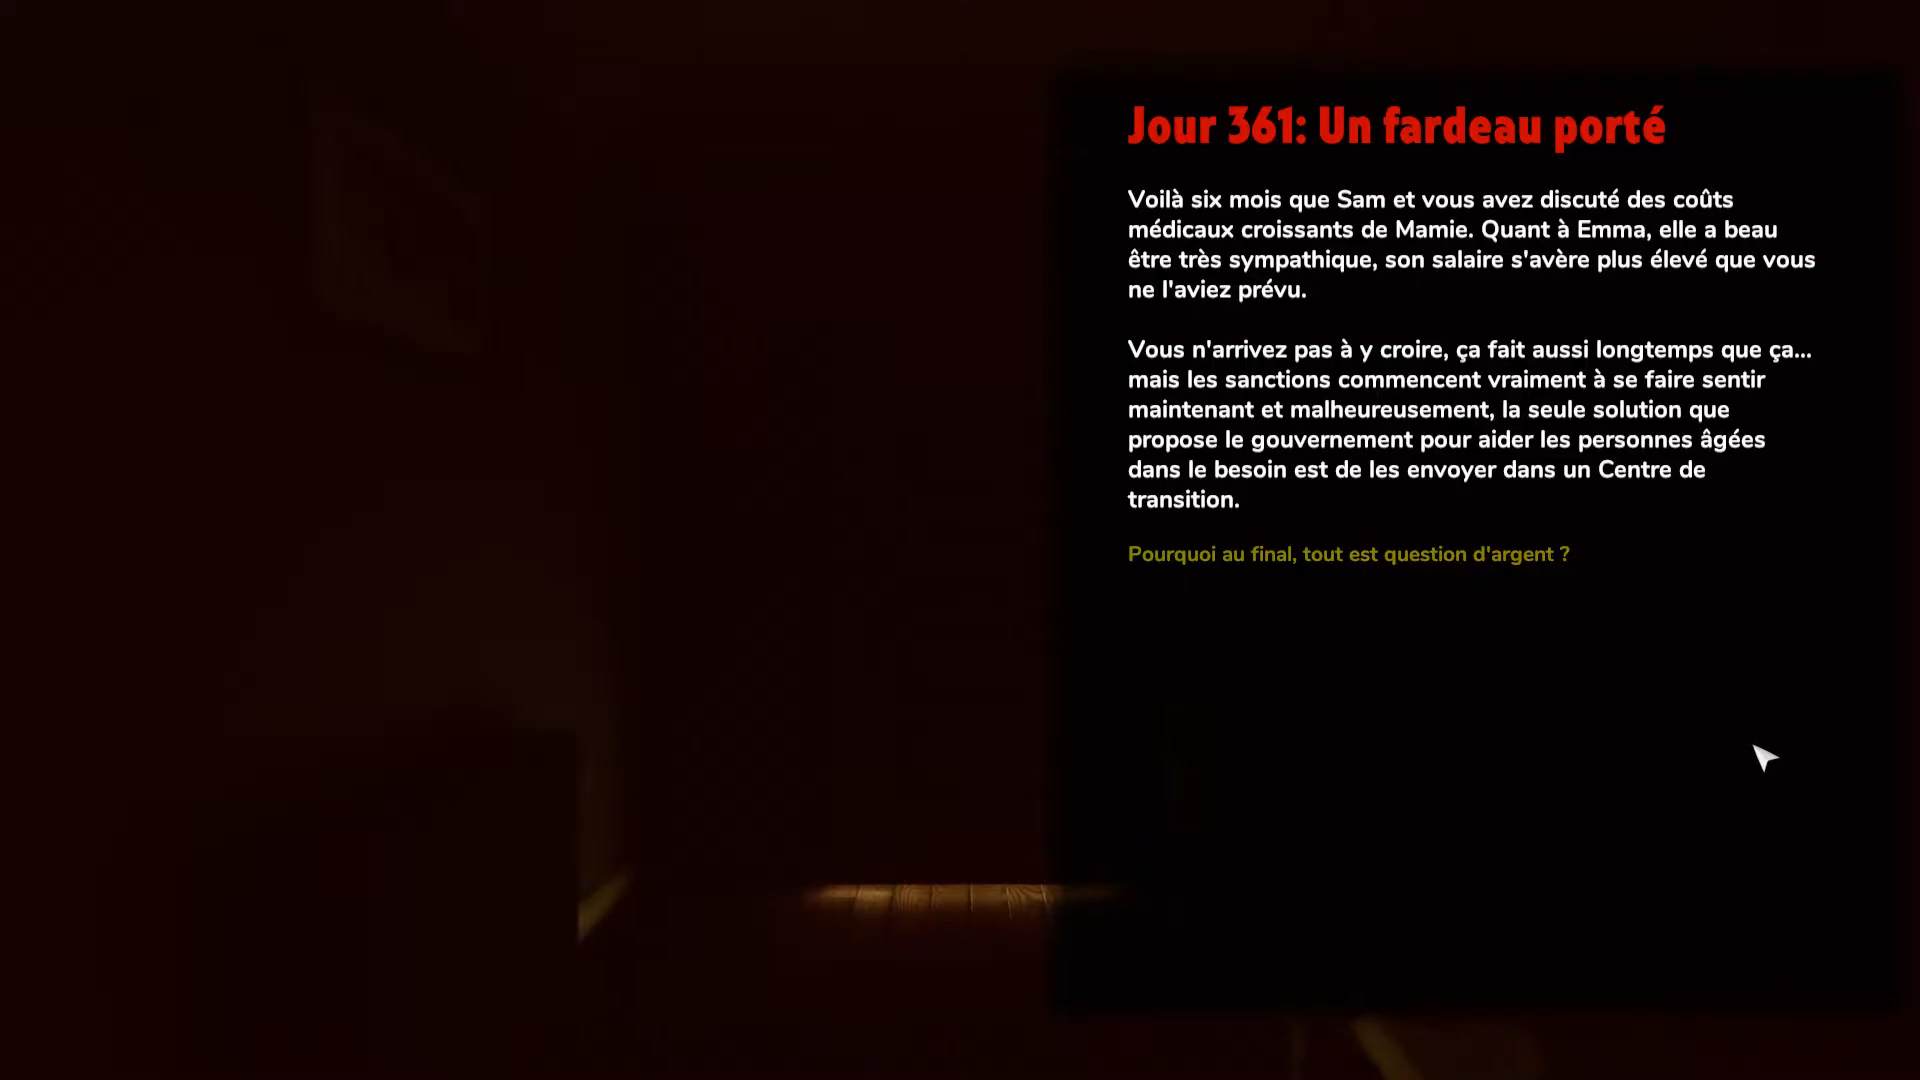 Jour 361: Un fardeau porté
Voilà six mois que Sam et vous avez discuté des coûts
médicaux croissants de Mamie. Quant à Emma, elle a beau
être très sympathique, son salaire s'avère plus élevé que vous
ne l'aviez prévu.
Vous n'arrivez pas à y croire, ça fait aussi longtemps que ça...
mais les sanctions commencent vraiment à se faire sentir
maintenant et malheureusement, la seule solution que
propose le gouvernement pour aider les personnes âgées
dans le besoin est de les envoyer dans un Centre de
transition.
Pourquoi au final, tout est question d'argent ?